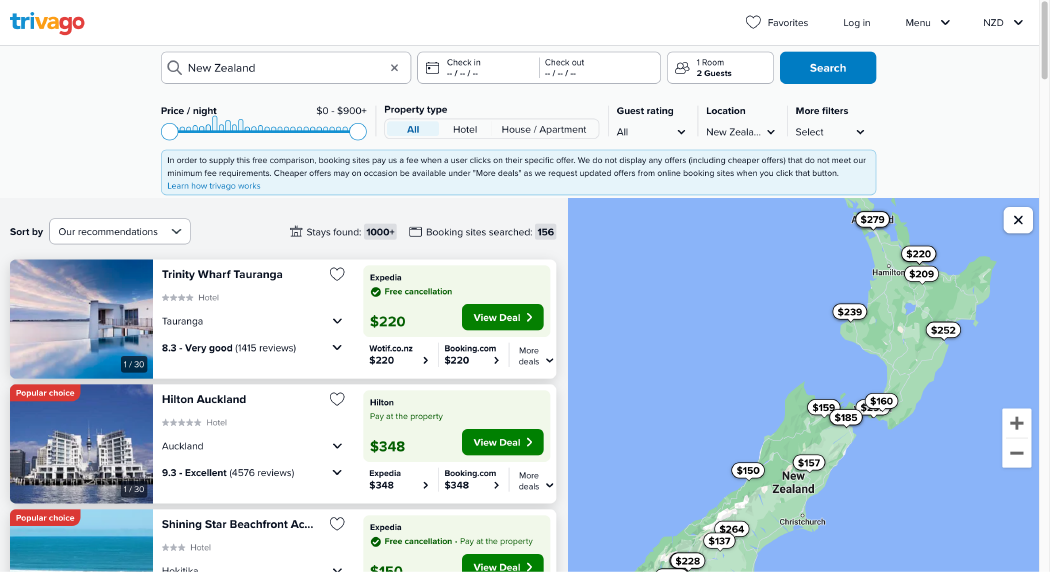 trivago
Favorites
Log in
Menu
NZD
New Zealand
Check in
-- / -- / --
Check out
-- / -- / --
1 Room
2 Guests
Search
Price / night
$0 - $900+
Property type
All
Hotel
House / Apartment
Guest rating
All
Location
New Zeala...
More filters
Select
In order to supply this free comparison, booking sites pay us a fee when a user clicks on their specific offer. We do not display any offers (including cheaper offers) that do not meet our
minimum fee requirements. Cheaper offers may on occasion be available under "More deals" as we request updated offers from online booking sites when you click that button.
Learn how trivago works
Sort by
Our recommendations
Stays found: 1000+
Booking sites searched: 156
Trinity Wharf Tauranga
Hotel
Tauranga
8.3 - Very good (1415 reviews)
1 / 30
Expedia
Free cancellation
$220
View Deal
Wotif.co.nz
$220
Booking.com
$220
More
deals
Popular choice
Hilton Auckland
Hotel
Auckland
9.3 - Excellent (4576 reviews)
1 / 30
Hilton
Pay at the property
$348
View Deal
Expedia
$348
Booking.com
$348
More
deals
Popular choice
Shining Star Beachfront Ac...
Hotel
Hokitika
Expedia
Free cancellation · Pay at the property
$150
View Deal
$279
$220
Hamilton
$209
$239
$252
$160
$159
$185
$157
$150
New
Zealand
Christchurch
$264
$137
$228